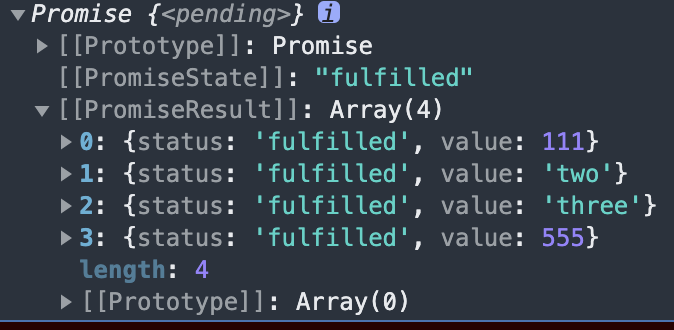 Promise {<pending>} i
[[Prototype]]: Promise
[[PromiseState]]: "fulfilled"
[[PromiseResult]]: Array(4)
0: {status: 'fulfilled', value: 111}
1: {status: 'fulfilled', value: 'two'}
2: {status: 'fulfilled', value: 'three'}
3: {status: 'fulfilled', value: 555}
length: 4
[[Prototype]]: Array(0)